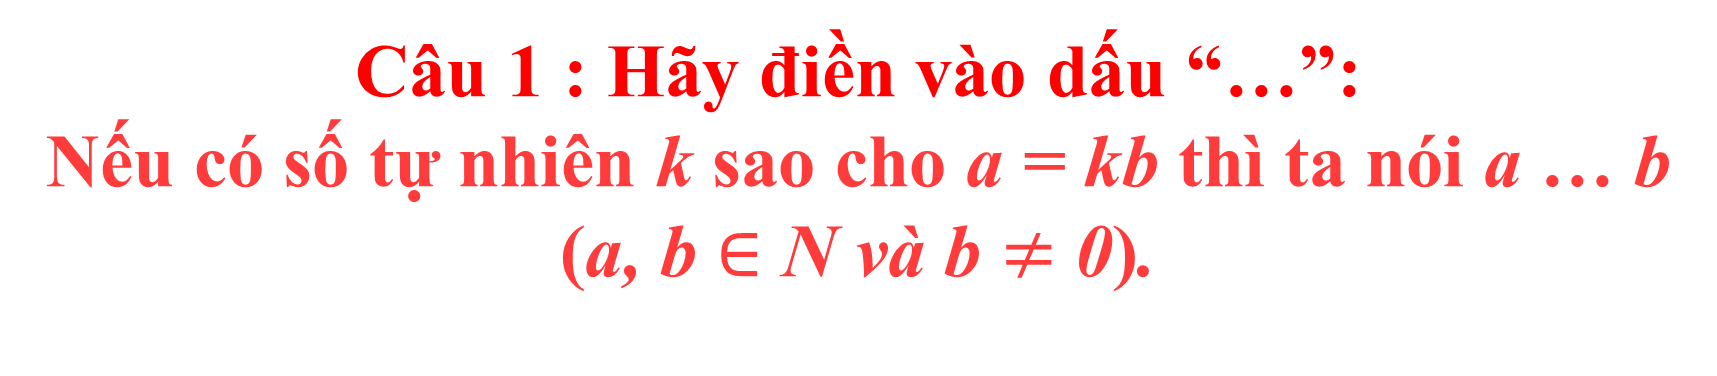 Câu 1 : Hãy điền vào dấu “…”:
Nếu có số tự nhiên k sao cho a = kb thì ta nói a … b
(a, b ∈ N và b ≠ 0).